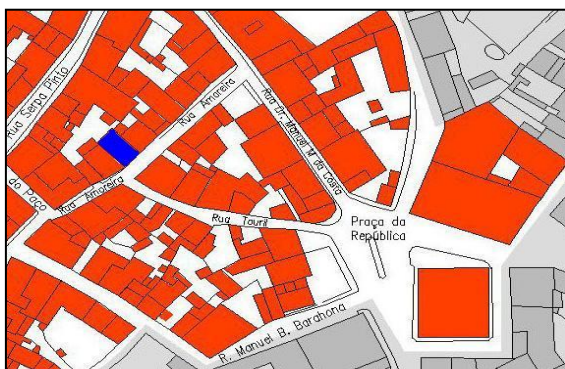 Rua Serpa Pinto
Rua Amoreira
Rua Dr. Manuel M da Costa
do Paço
Rua Amoreira
Rua Touril
Praça da
República
R. Manuel B. Barahona